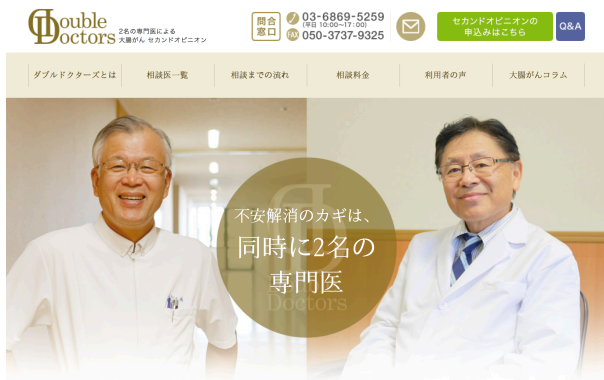 Double
Doctors
2名の専門医による
大腸がん セカンドオピニオン
問合
窓口
03-6869-5259
(平日 10:00〜17:00)
FAX
050-3737-9325
セカンドオピニオンの
申込みはこちら
Q&A
ダブルドクターズとは
相談医一覧
相談までの流れ
相談料金
利用者の声
大腸がんコラム
不安解消のカギは、
同時に2名の
専門医
Doctors